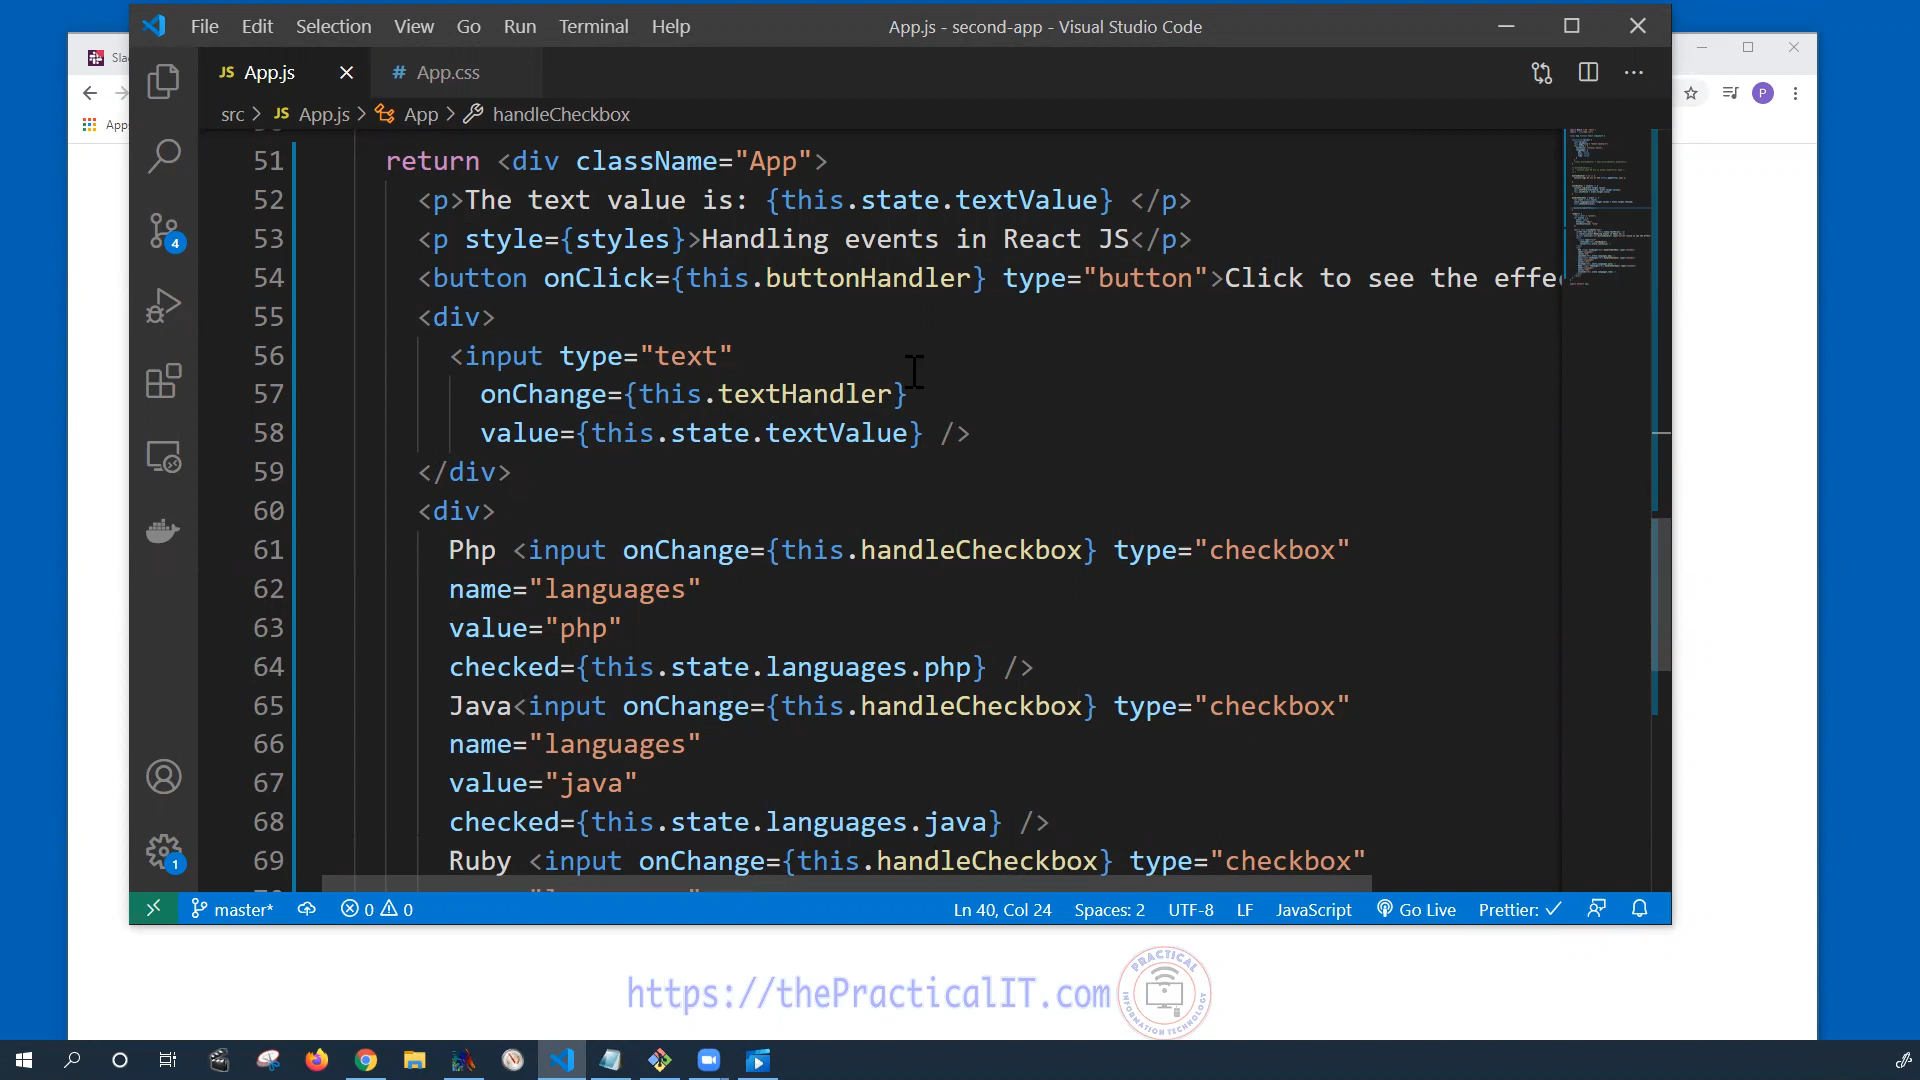 File Edit Selection View Go Run Terminal Help
App.js - second-app - Visual Studio Code
JS App.js
# App.css
src > JS App.js > App > handleCheckbox
Apps
P
51 return <div className="App">
52 <p>The text value is: {this.state.textValue} </p>
53 <p style={styles}>Handling events in React JS</p>
54 <button onClick={this.buttonHandler} type="button">Click to see the effe
55 <div>
56 <input type="text"
57 onChange={this.textHandler}
58 value={this.state.textValue} />
59 </div>
60 <div>
61 Php <input onChange={this.handleCheckbox} type="checkbox"
62 name="languages"
63 value="php"
64 checked={this.state.languages.php} />
65 Java<input onChange={this.handleCheckbox} type="checkbox"
66 name="languages"
67 value="java"
68 checked={this.state.languages.java} />
69 Ruby <input onChange={this.handleCheckbox} type="checkbox"
4
1
master* 0 0 Ln 40, Col 24 Spaces: 2 UTF-8 LF JavaScript Go Live Prettier: ✓
https://thePracticalIT.com
PRACTICAL
INFORMATION TECHNOLOGY